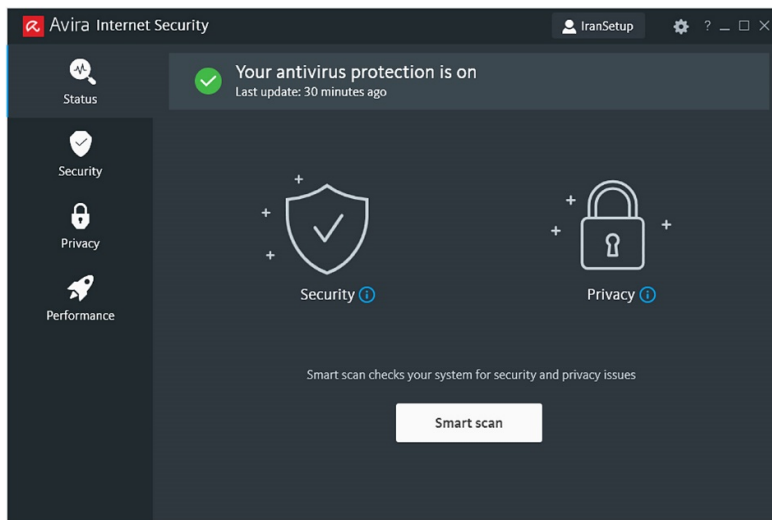 Avira Internet Security
IranSetup
?
Status
Your antivirus protection is on
Last update: 30 minutes ago
Security
Privacy
Performance
Security
Privacy
Smart scan checks your system for security and privacy issues
Smart scan